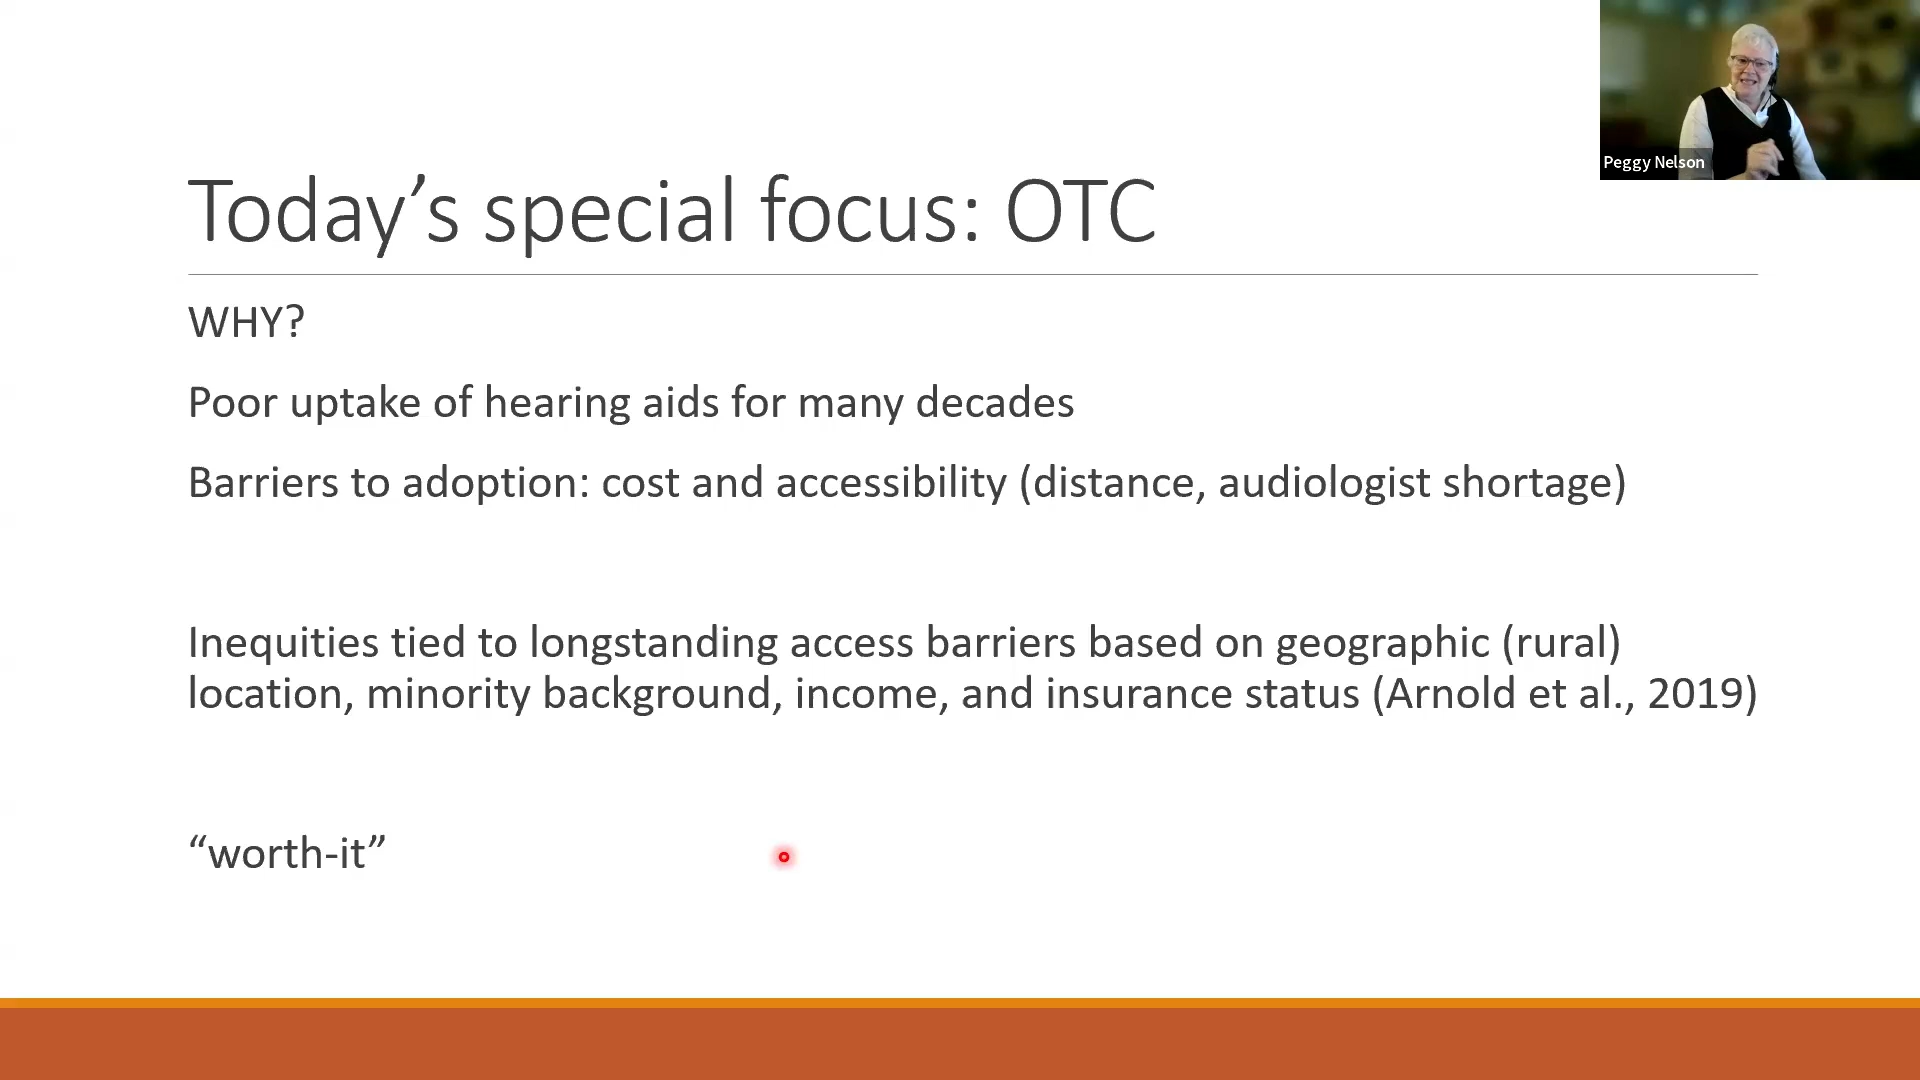 Peggy Nelson
Today’s special focus: OTC
WHY?
Poor uptake of hearing aids for many decades
Barriers to adoption: cost and accessibility (distance, audiologist shortage)
Inequities tied to longstanding access barriers based on geographic (rural)
location, minority background, income, and insurance status (Arnold et al., 2019)
“worth-it”